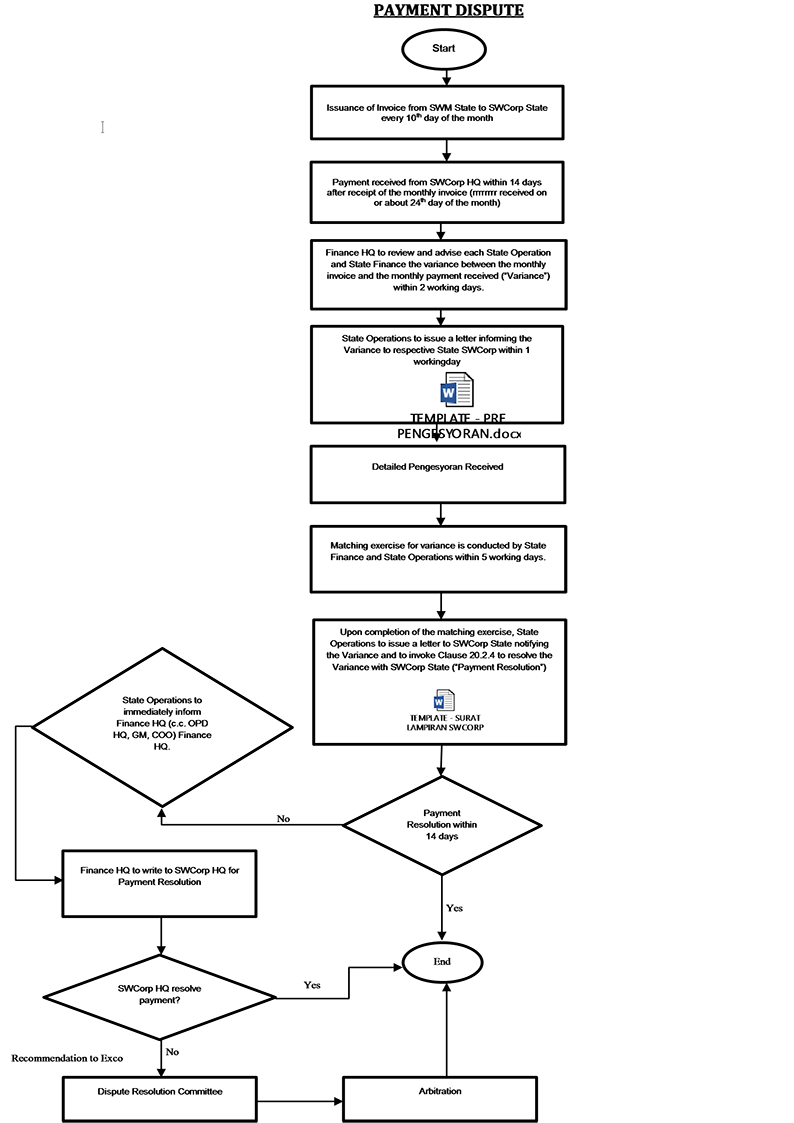 PAYMENT DISPUTE
Start
Issuance of Invoice from SWM State to SWCorp State
every 10th day of the month
Payment received from SWCorp HQ within 14 days
after receipt of the monthly invoice (rrrrrrrr received on
or about 24th day of the month)
Finance HQ to review and advise each State Operation
and State Finance the variance between the monthly
invoice and the monthly payment received ("Variance")
within 2 working days.
State Operations to issue a letter informing the
Variance to respective State SWCorp within 1
workingday
TEMPLATE - PRE
PENGESYORAN.docx
Detailed Pengesyoran Received
Matching exercise for variance is conducted by State
Finance and State Operations within 5 working days.
Upon completion of the matching exercise, State
Operations to issue a letter to SWCorp State notifying
the Variance and to invoke Clause 20.2.4 to resolve the
Variance with SWCorp State ("Payment Resolution")
TEMPLATE - SURAT
LAMPIRAN SWCORP
State Operations to
immediately inform
Finance HQ (c.c. OPD
HQ, GM, COO) Finance
HQ.
Payment
Resolution within
14 days
No
Yes
Finance HQ to write to SWCorp HQ for
Payment Resolution
End
SWCorp HQ resolve
payment?
Yes
No
Recommendation to Exco
Dispute Resolution Committee
Arbitration